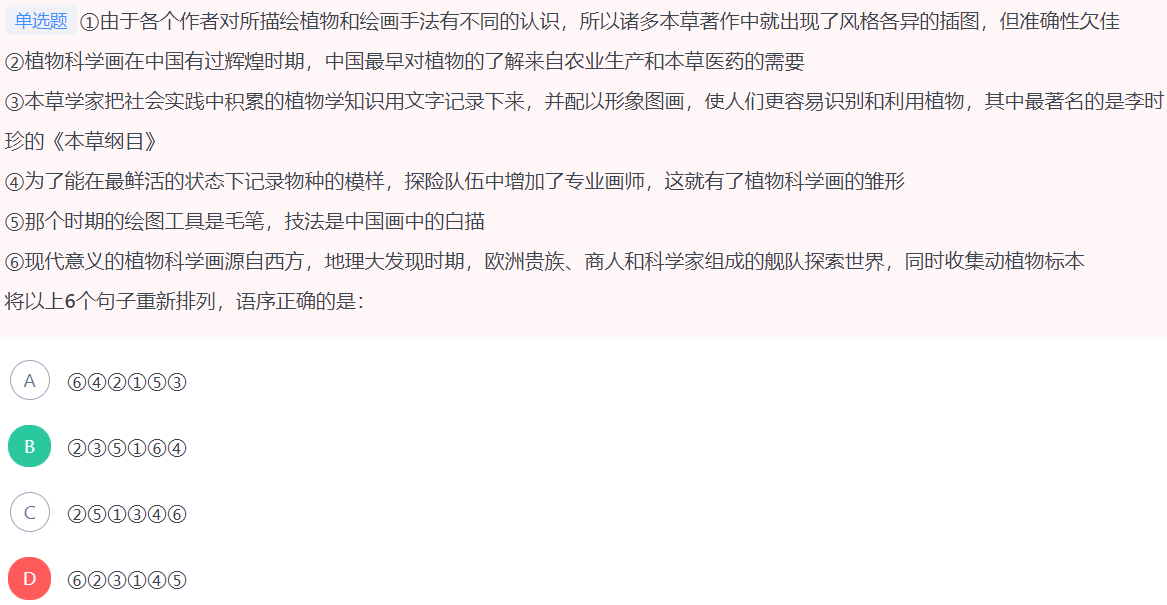 单选题 ①由于各个作者对所描绘植物和绘画手法有不同的认识，所以诸多本草著作中就出现了风格各异的插图，但准确性欠佳
②植物科学画在中国有过辉煌时期，中国最早对植物的了解来自农业生产和本草医药的需要
③本草学家把社会实践中积累的植物学知识用文字记录下来，并配以形象图画，使人们更容易识别和利用植物，其中最著名的是李时
珍的《本草纲目》
④为了能在最鲜活的状态下记录物种的模样，探险队伍中增加了专业画师，这就有了植物科学画的雏形
⑤那个时期的绘图工具是毛笔，技法是中国画中的白描
⑥现代意义的植物科学画源自西方，地理大发现时期，欧洲贵族、商人和科学家组成的舰队探索世界，同时收集动植物标本
将以上6个句子重新排列，语序正确的是：
A ⑥④②①⑤③
B ②③⑤①⑥④
C ②⑤①③④⑥
D ⑥②③①④⑤